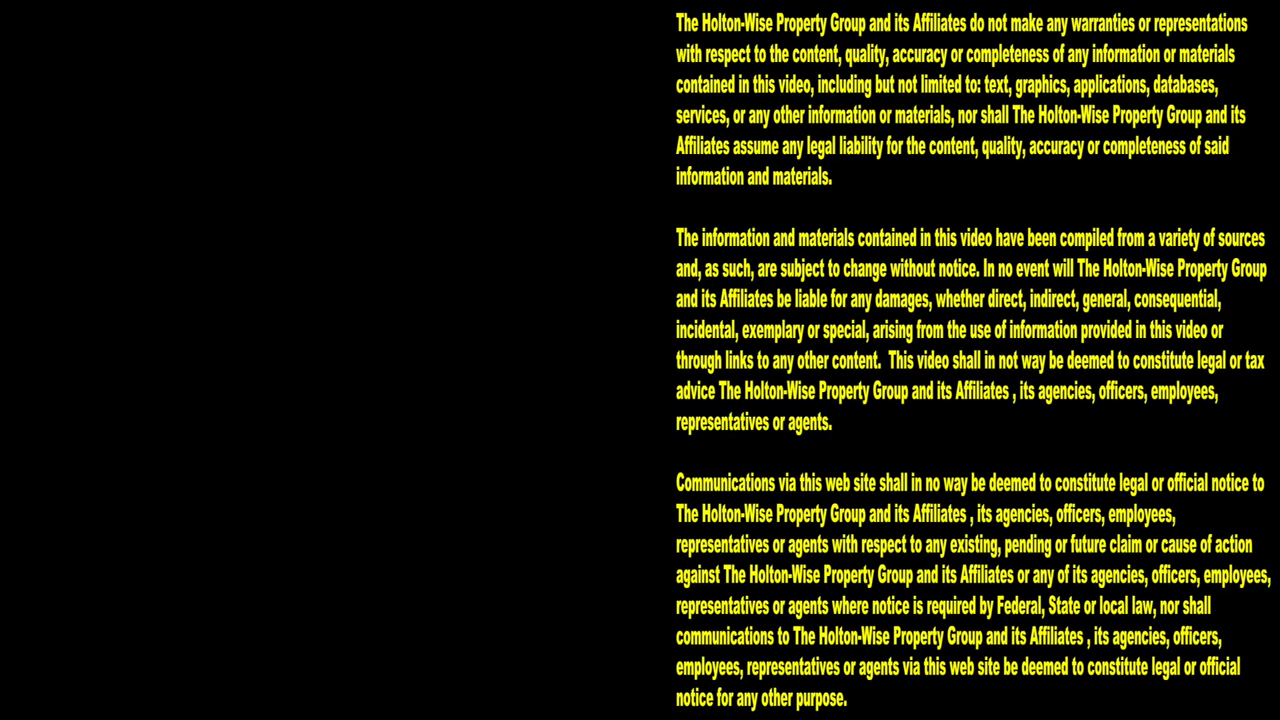 The Holton-Wise Property Group and its Affiliates do not make any warranties or representations
with respect to the content, quality, accuracy or completeness of any information or materials
contained in this video, including but not limited to: text, graphics, applications, databases,
services, or any other information or materials, nor shall The Holton-Wise Property Group and its
Affiliates assume any legal liability for the content, quality, accuracy or completeness of said
information and materials.
The information and materials contained in this video have been compiled from a variety of sources
and, as such, are subject to change without notice. In no event will The Holton-Wise Property Group
and its Affiliates be liable for any damages, whether direct, indirect, general, consequential,
incidental, exemplary or special, arising from the use of information provided in this video or
through links to any other content.  This video shall in not way be deemed to constitute legal or tax
advice The Holton-Wise Property Group and its Affiliates , its agencies, officers, employees,
representatives or agents.
Communications via this web site shall in no way be deemed to constitute legal or official notice to
The Holton-Wise Property Group and its Affiliates , its agencies, officers, employees,
representatives or agents with respect to any existing, pending or future claim or cause of action
against The Holton-Wise Property Group and its Affiliates or any of its agencies, officers, employees,
representatives or agents where notice is required by Federal, State or local law, nor shall
communications to The Holton-Wise Property Group and its Affiliates , its agencies, officers,
employees, representatives or agents via this web site be deemed to constitute legal or official
notice for any other purpose.